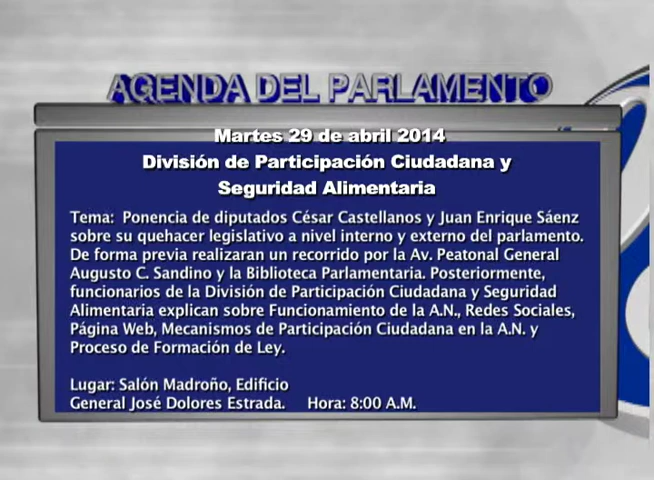 AGENDA DEL PARLAMENTO
Martes 29 de abril 2014
División de Participación Ciudadana y
Seguridad Alimentaria
Tema: Ponencia de diputados César Castellanos y Juan Enrique Sáenz
sobre su quehacer legislativo a nivel interno y externo del parlamento.
De forma previa realizaran un recorrido por la Av. Peatonal General
Augusto C. Sandino y la Biblioteca Parlamentaria. Posteriormente,
funcionarios de la División de Participación Ciudadana y Seguridad
Alimentaria explican sobre Funcionamiento de la A.N., Redes Sociales,
Página Web, Mecanismos de Participación Ciudadana en la A.N. y
Proceso de Formación de Ley.
Lugar: Salón Madroño, Edificio
General José Dolores Estrada. Hora: 8:00 A.M.